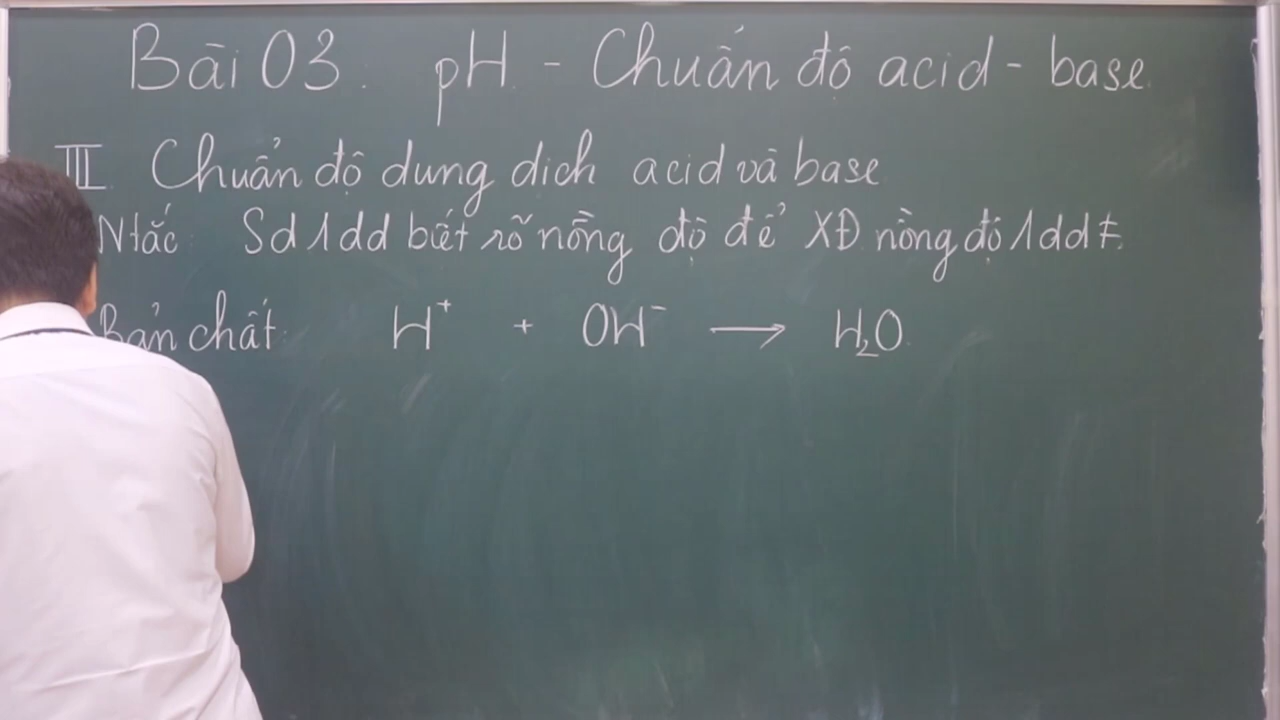 Bài 03. pH - Chuẩn độ acid - base
III. Chuẩn độ dung dịch acid và base
Ntắc: Sd 1dd biết rõ nồng độ để XĐ nồng độ 1dd ≠.
Bản chất: H⁺ + OH⁻ ⟶ H₂O.